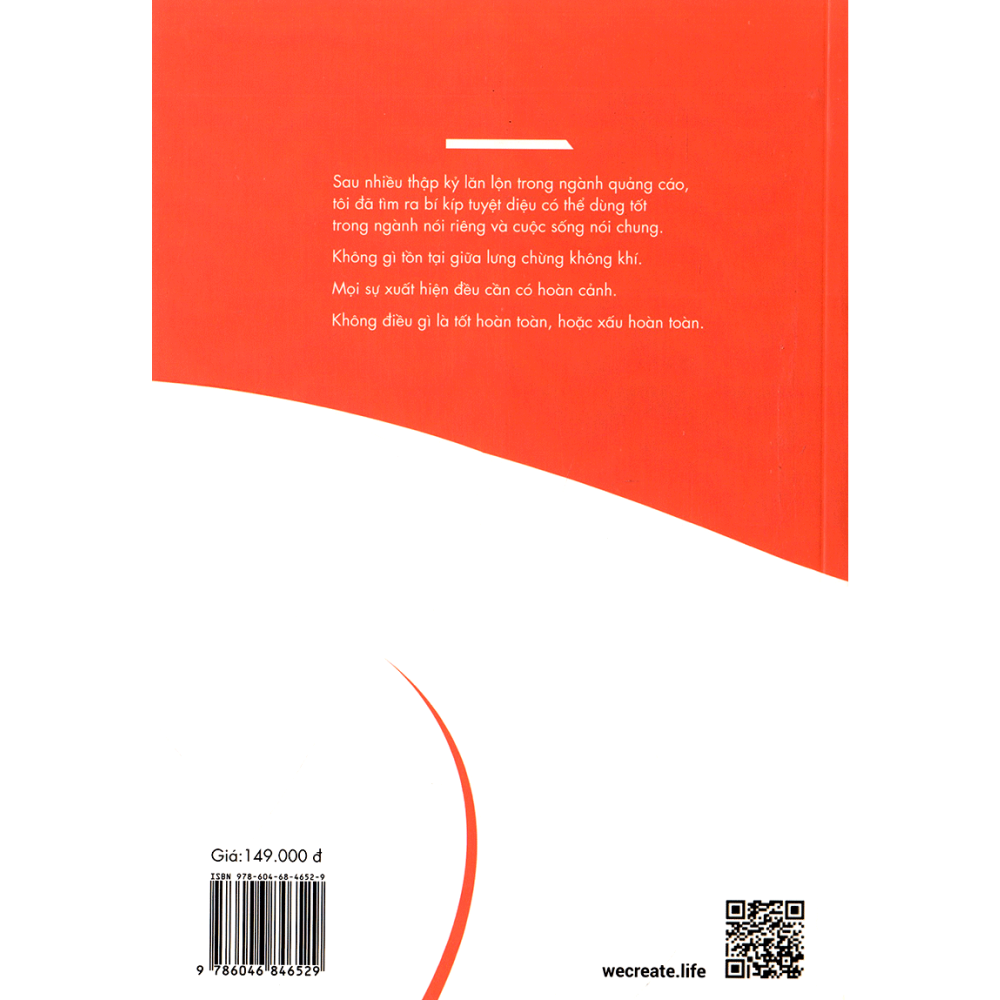 Sau nhiều thập kỷ lăn lộn trong ngành quảng cáo,
tôi đã tìm ra bí kíp tuyệt diệu có thể dùng tốt
trong ngành nói riêng và cuộc sống nói chung.
Không gì tồn tại giữa lưng chừng không khí.
Mọi sự xuất hiện đều cần có hoàn cảnh.
Không điều gì là tốt hoàn toàn, hoặc xấu hoàn toàn.
Giá:149.000 đ
ISBN 978-604-68-4652-9
9 786046 846529
wecreate.life